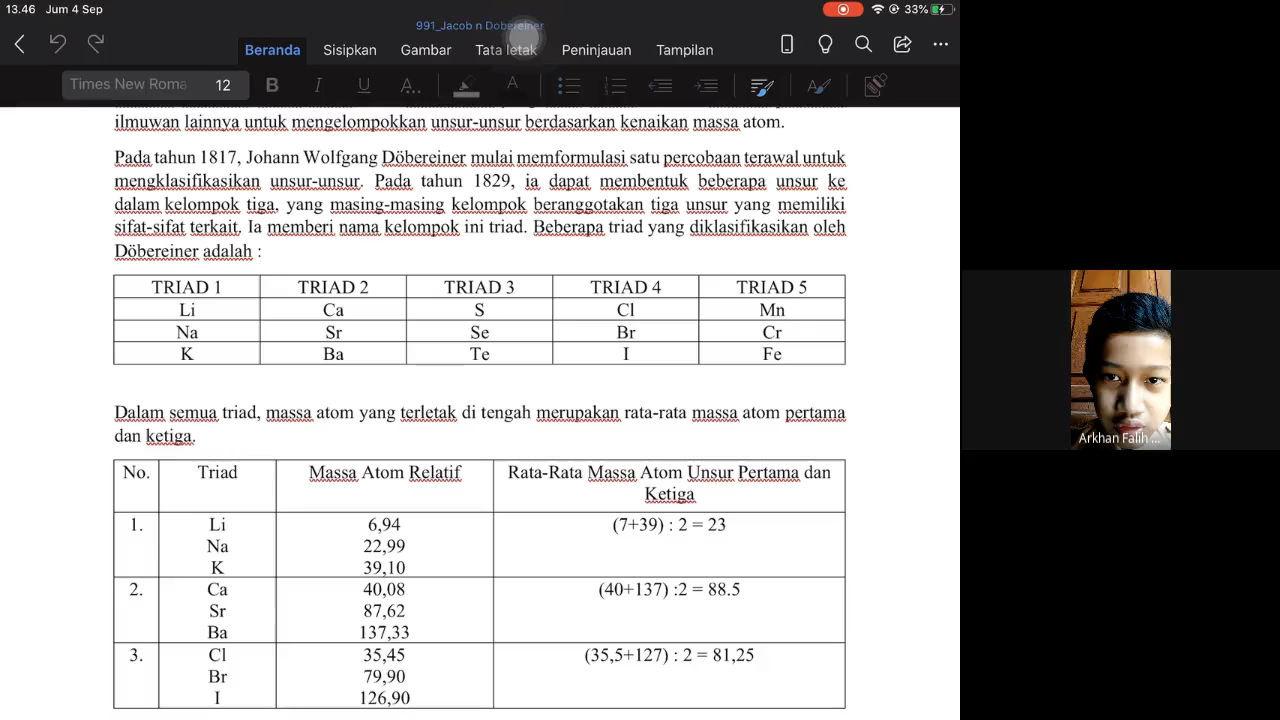 13.46 Jum 4 Sep
33%
991_Jacob n Dobereiner
Beranda Sisipkan Gambar Tata letak Peninjauan Tampilan
Times New Roma 12 B I U A.. A
ilmuwan lainnya untuk mengelompokkan unsur-unsur berdasarkan kenaikan massa atom.
Pada tahun 1817, Johann Wolfgang Döbereiner mulai memformulasi satu percobaan terawal untuk
mengklasifikasikan unsur-unsur. Pada tahun 1829, ia dapat membentuk beberapa unsur ke
dalam kelompok tiga, yang masing-masing kelompok beranggotakan tiga unsur yang memiliki
sifat-sifat terkait. Ia memberi nama kelompok ini triad. Beberapa triad yang diklasifikasikan oleh
Döbereiner adalah :
TRIAD 1 TRIAD 2 TRIAD 3 TRIAD 4 TRIAD 5
Li Ca S Cl Mn
Na Sr Se Br Cr
K Ba Te I Fe
Dalam semua triad, massa atom yang terletak di tengah merupakan rata-rata massa atom pertama
dan ketiga.
No. Triad Massa Atom Relatif Rata-Rata Massa Atom Unsur Pertama dan
Ketiga
1. Li 6,94 (7+39) : 2 = 23
Na 22,99
K 39,10
2. Ca 40,08 (40+137) :2 = 88.5
Sr 87,62
Ba 137,33
3. Cl 35,45 (35,5+127) : 2 = 81,25
Br 79,90
I 126,90
Arkhan Falih ...